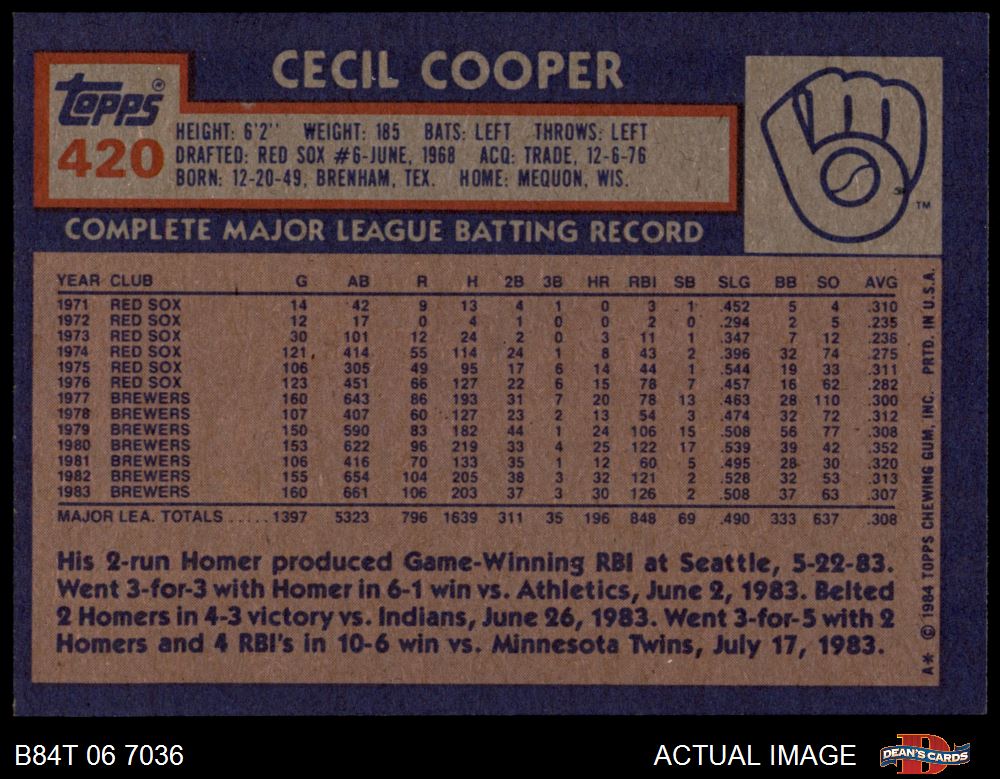 CECIL COOPER
Topps®
420
HEIGHT: 6'2" WEIGHT: 185 BATS: LEFT THROWS: LEFT
DRAFTED: RED SOX #6-JUNE, 1968 ACQ: TRADE, 12-6-76
BORN: 12-20-49, BRENHAM, TEX. HOME: MEQUON, WIS.
TM
COMPLETE MAJOR LEAGUE BATTING RECORD
YEAR CLUB G AB R H 2B 3B HR RBI SB SLG BB SO AVG
1971 RED SOX 14 42 9 13 4 1 0 3 1 .452 5 4 .310
1972 RED SOX 12 17 0 4 1 0 0 2 0 .294 2 5 .235
1973 RED SOX 30 101 12 24 2 0 3 11 1 .347 7 12 .238
1974 RED SOX 121 414 55 114 24 1 8 43 2 .396 32 74 .275
1975 RED SOX 106 305 49 95 17 6 14 44 1 .544 19 33 .311
1976 RED SOX 123 451 66 127 22 6 15 78 7 .457 16 62 .282
1977 BREWERS 160 643 86 193 31 7 20 78 13 .463 28 110 .300
1978 BREWERS 107 407 60 127 23 2 13 54 3 .474 32 72 .312
1979 BREWERS 150 590 83 182 44 1 24 106 15 .508 56 77 .308
1980 BREWERS 153 622 96 219 33 4 25 122 17 .539 39 42 .352
1981 BREWERS 106 416 70 133 35 1 12 60 5 .495 28 30 .320
1982 BREWERS 155 654 104 205 38 3 32 121 2 .528 32 53 .313
1983 BREWERS 160 661 106 203 37 3 30 126 2 .508 37 63 .307
MAJOR LEA. TOTALS ..... 1397 5323 796 1639 311 35 196 848 69 .490 333 637 .308
His 2-run Homer produced Game-Winning RBI at Seattle, 5-22-83.
Went 3-for-3 with Homer in 6-1 win vs. Athletics, June 2, 1983. Belted
2 Homers in 4-3 victory vs. Indians, June 26, 1983. Went 3-for-5 with 2
Homers and 4 RBI's in 10-6 win vs. Minnesota Twins, July 17, 1983.
A* © 1984 TOPPS CHEWING GUM, INC. PRTD. IN U.S.A.
B84T 06 7036
ACTUAL IMAGE
DEAN'S CARDS